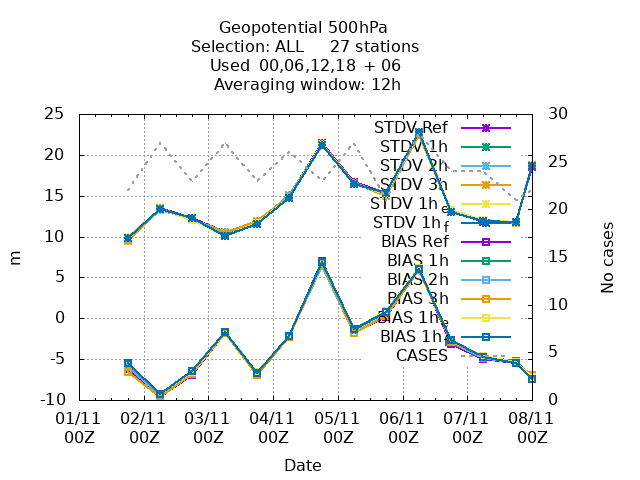 Geopotential 500hPa
Selection: ALL 27 stations
Used 00,06,12,18 + 06
Averaging window: 12h
25
20
15
10
5
0
-5
-10
m
30
25
20
15
10
5
0
No cases
STDV Ref
STDV 1h
STDV 2h
STDV 3h
STDV 1h_e
STDV 1h_f
BIAS Ref
BIAS 1h
BIAS 2h
BIAS 3h
BIAS 1h_e
BIAS 1h_f
CASES
01/11 02/11 03/11 04/11 05/11 06/11 07/11 08/11
00Z 00Z 00Z 00Z 00Z 00Z 00Z 00Z
Date